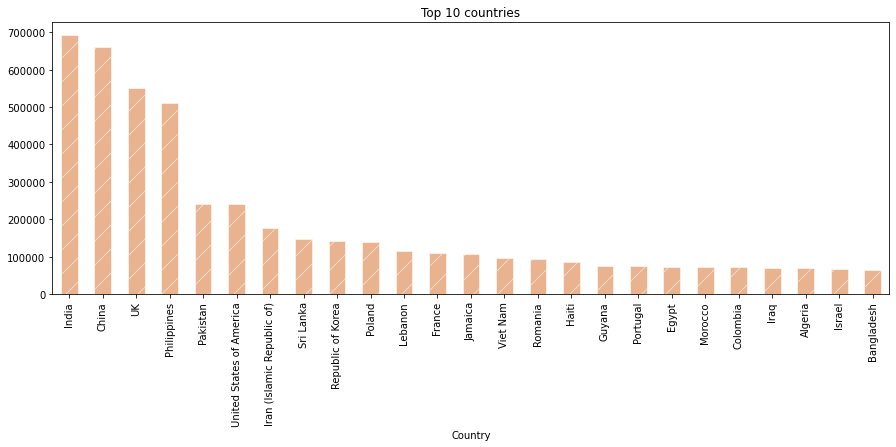 Top 10 countries
700000
600000
500000
400000
300000
200000
100000
0
India
China
UK
Philippines
Pakistan
United States of America
Iran (Islamic Republic of)
Sri Lanka
Republic of Korea
Poland
Lebanon
France
Jamaica
Viet Nam
Romania
Haiti
Guyana
Portugal
Egypt
Morocco
Colombia
Iraq
Algeria
Israel
Bangladesh
Country